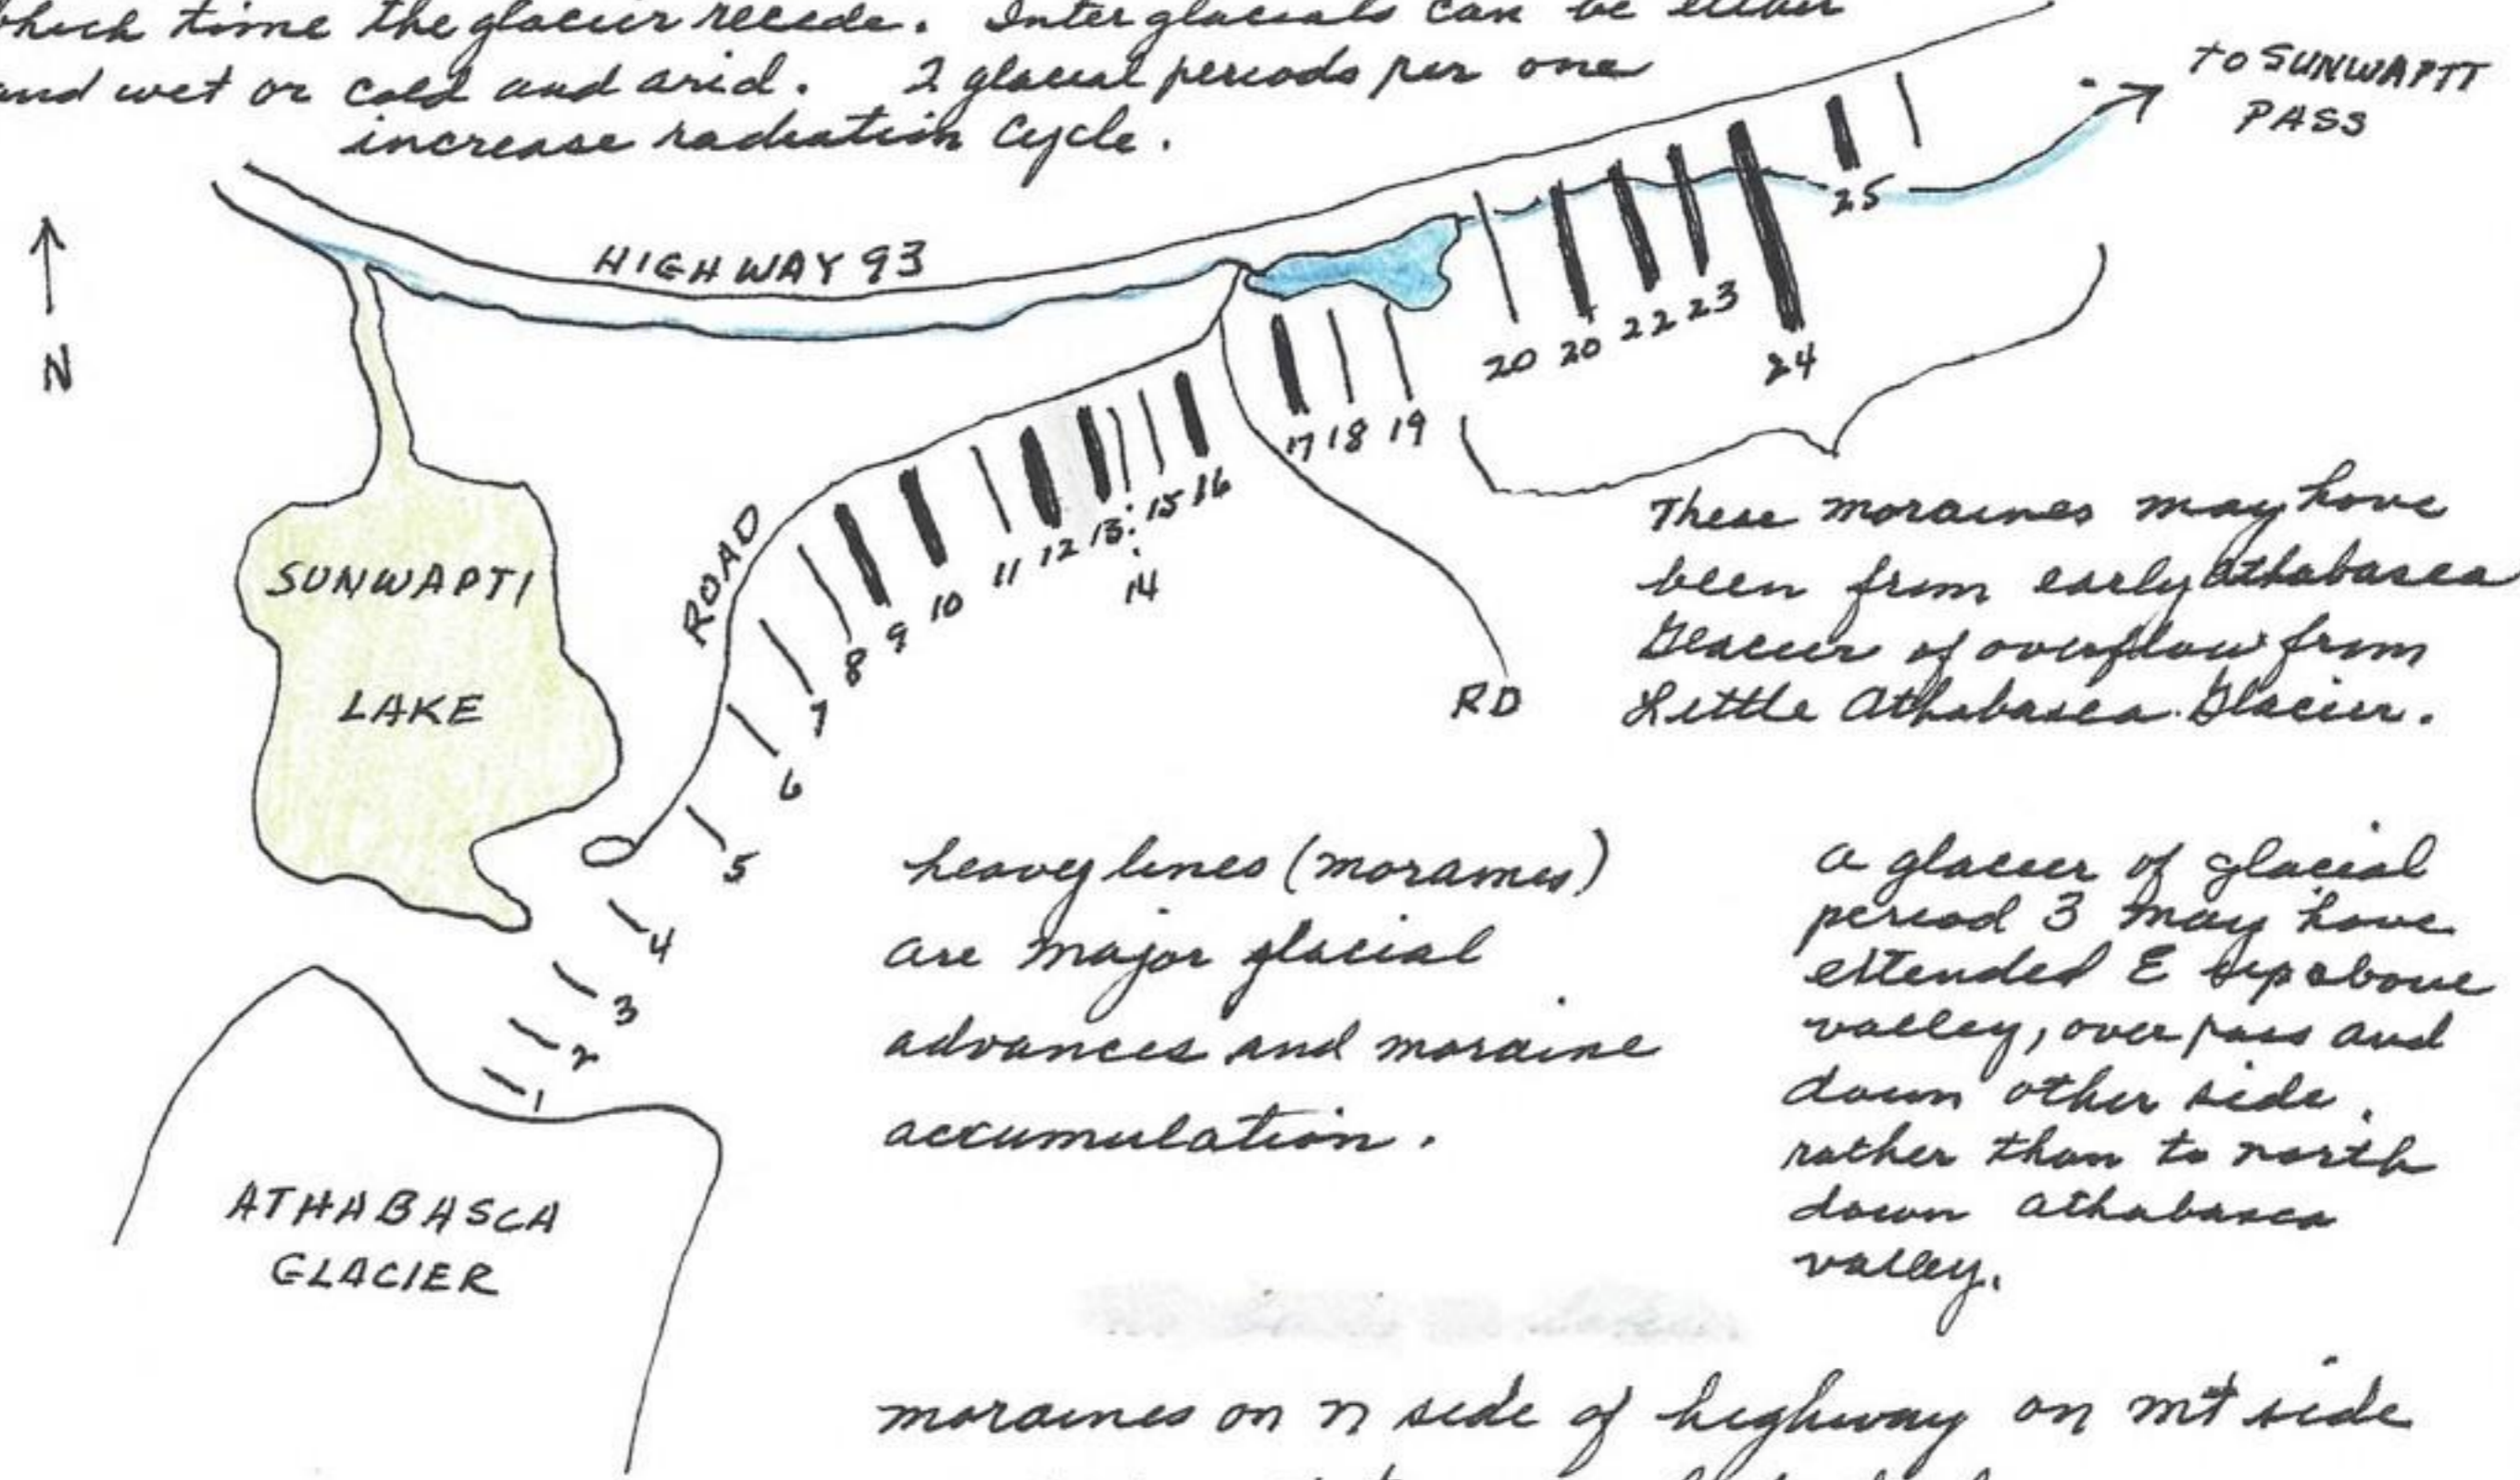 which time the glacier recede. Interglacials can be either
and wet or cold and arid. 2 glacial periods per one
increase radiation cycle.
TO SUNWAPTI
PASS
N
HIGHWAY 93
25
20 20 22 23
24
17 18 19
ROAD
8 9 10 11 12 13 15 16
14
7
6
5
4
3
2
1
RD
SUNWAPTI
LAKE
ATHABASCA
GLACIER
These moraines may have
been from early Athabasca
Glacier of overflow from
Little Athabasca Glacier.
heavy lines (moraines)
are major glacial
advances and moraine
accumulation.
a glacier of glacial
period 3 may have
extended E up above
valley, over pass and
down other side,
rather than to north
down Athabasca
valley.
moraines on n side of highway on mt side